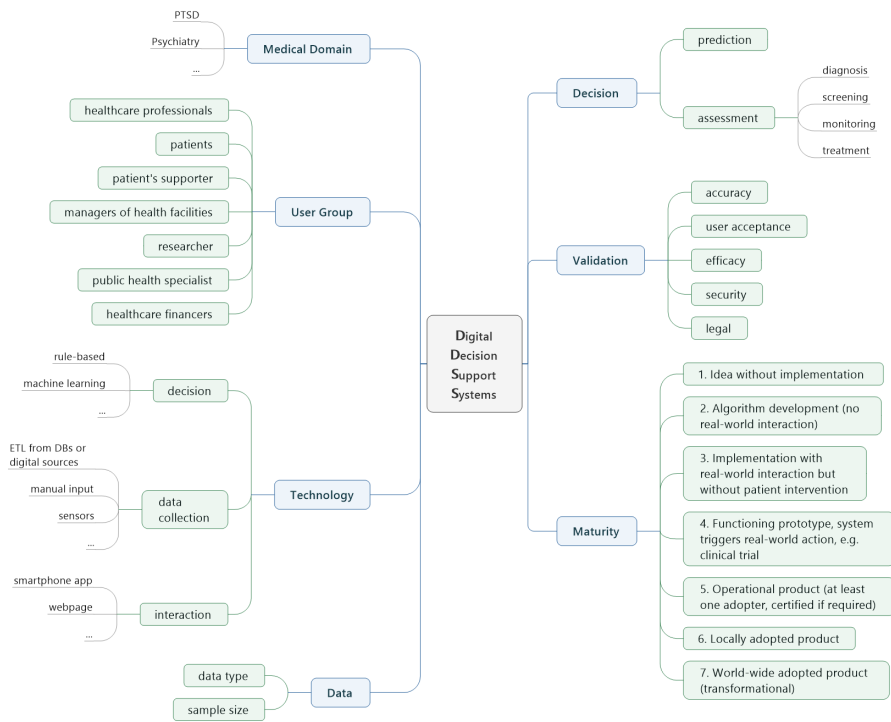 PTSD
Psychiatry
...
Medical Domain
healthcare professionals
patients
patient's supporter
managers of health facilities
researcher
public health specialist
healthcare financers
User Group
rule-based
machine learning
...
decision
ETL from DBs or
digital sources
manual input
sensors
...
data
collection
smartphone app
webpage
...
interaction
Technology
data type
sample size
Data
Digital
Decision
Support
Systems
Decision
prediction
assessment
diagnosis
screening
monitoring
treatment
Validation
accuracy
user acceptance
efficacy
security
legal
Maturity
1. Idea without implementation
2. Algorithm development (no
real-world interaction)
3. Implementation with
real-world interaction but
without patient intervention
4. Functioning prototype, system
triggers real-world action, e.g.
clinical trial
5. Operational product (at least
one adopter, certified if required)
6. Locally adopted product
7. World-wide adopted product
(transformational)